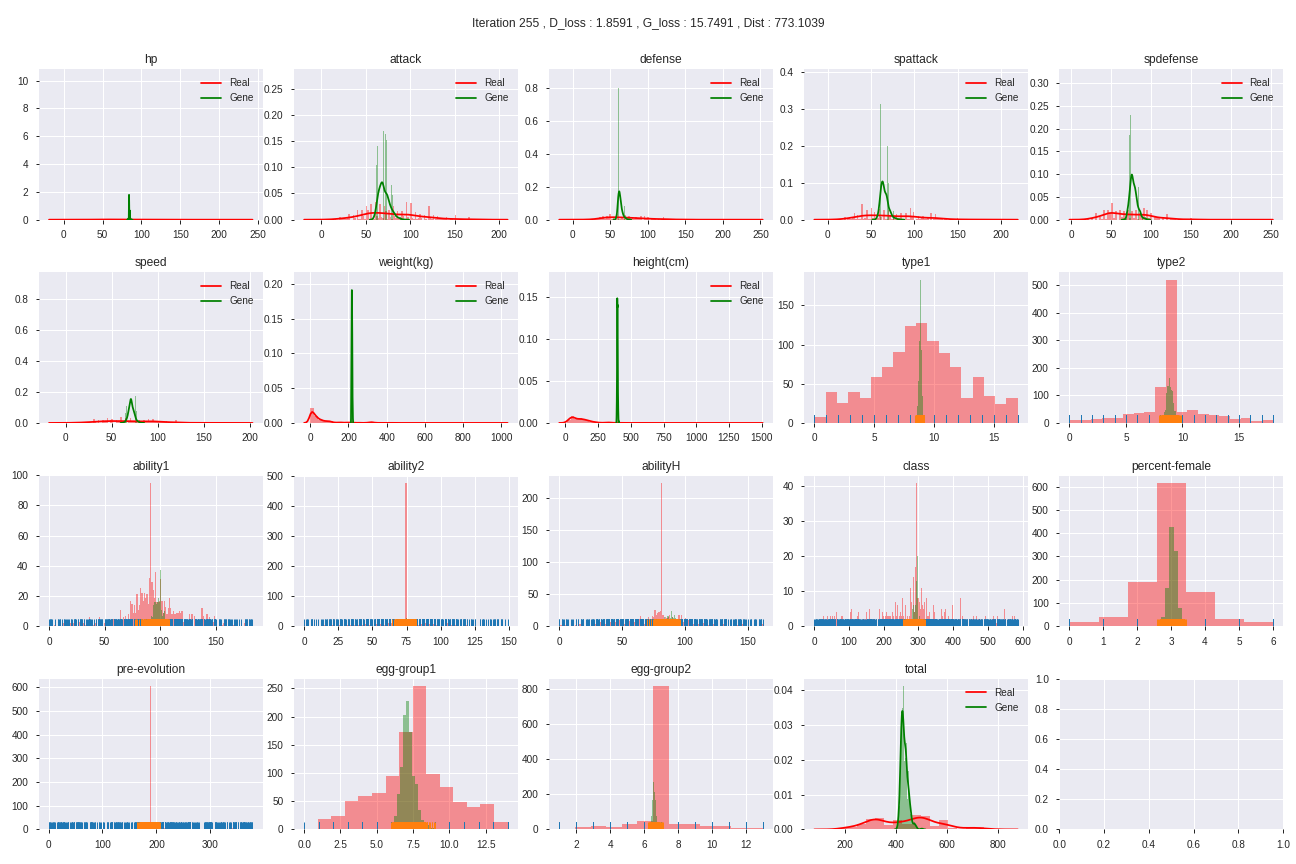 Iteration 255 , D_loss : 1.8591 , G_loss : 15.7491 , Dist : 773.1039
hp
attack
defense
spattack
spdefense
Real
Gene
Real
Gene
Real
Gene
Real
Gene
Real
Gene
10
8
6
4
2
0
0.25
0.20
0.15
0.10
0.05
0.00
0.8
0.6
0.4
0.2
0.0
0.4
0.3
0.2
0.1
0.0
0.30
0.25
0.20
0.15
0.10
0.05
0.00
0 50 100 150 200 250
0 50 100 150 200
0 50 100 150 200 250
0 50 100 150 200
0 50 100 150 200 250
speed
weight(kg)
height(cm)
type1
type2
Real
Gene
Real
Gene
Real
Gene
0.8
0.6
0.4
0.2
0.0
0.20
0.15
0.10
0.05
0.00
0.15
0.10
0.05
0.00
150
100
50
0
500
400
300
200
100
0
0 50 100 150 200
0 200 400 600 800 1000
0 250 500 750 1000 1250 1500
0 5 10 15
0 5 10 15
ability1
ability2
abilityH
class
percent-female
100
80
60
40
20
0
500
400
300
200
100
0
200
150
100
50
0
40
30
20
10
0
600
500
400
300
200
100
0
0 50 100 150
0 25 50 75 100 125 150
0 50 100 150
0 100 200 300 400 500 600
0 1 2 3 4 5 6
pre-evolution
egg-group1
egg-group2
total
Real
Gene
600
500
400
300
200
100
0
250
200
150
100
50
0
800
600
400
200
0
0.04
0.03
0.02
0.01
0.00
1.0
0.8
0.6
0.4
0.2
0.0
0 100 200 300
0.0 2.5 5.0 7.5 10.0 12.5
2 4 6 8 10 12
200 400 600 800
0.0 0.2 0.4 0.6 0.8 1.0